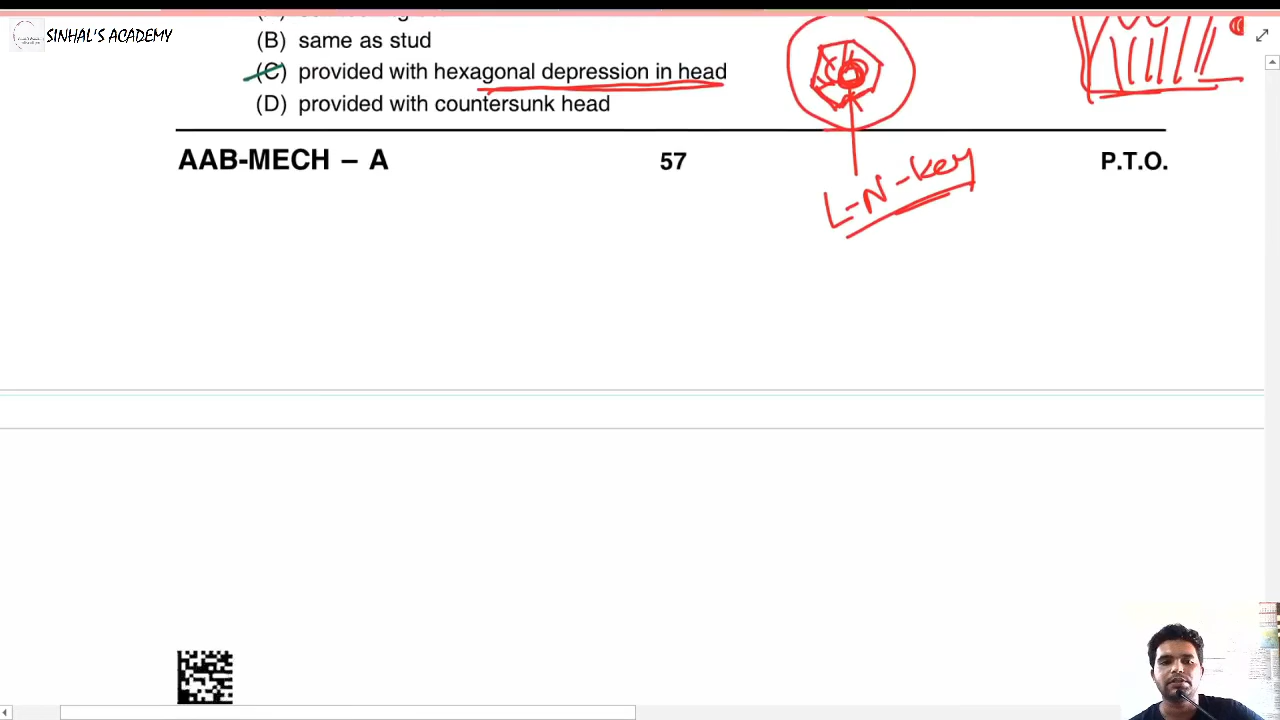 SINHAL'S ACADEMY
(B) same as stud
(C) provided with hexagonal depression in head
(D) provided with countersunk head
AAB-MECH – A 57 P.T.O.
L-N-key